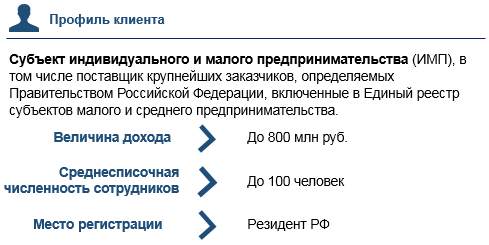 Профиль клиента
Субъект индивидуального и малого предпринимательства (ИМП), в
том числе поставщик крупнейших заказчиков, определяемых
Правительством Российской Федерации, включенные в Единый реестр
субъектов малого и среднего предпринимательства.
Величина дохода До 800 млн руб.
Среднесписочная
численность сотрудников До 100 человек
Место регистрации Резидент РФ